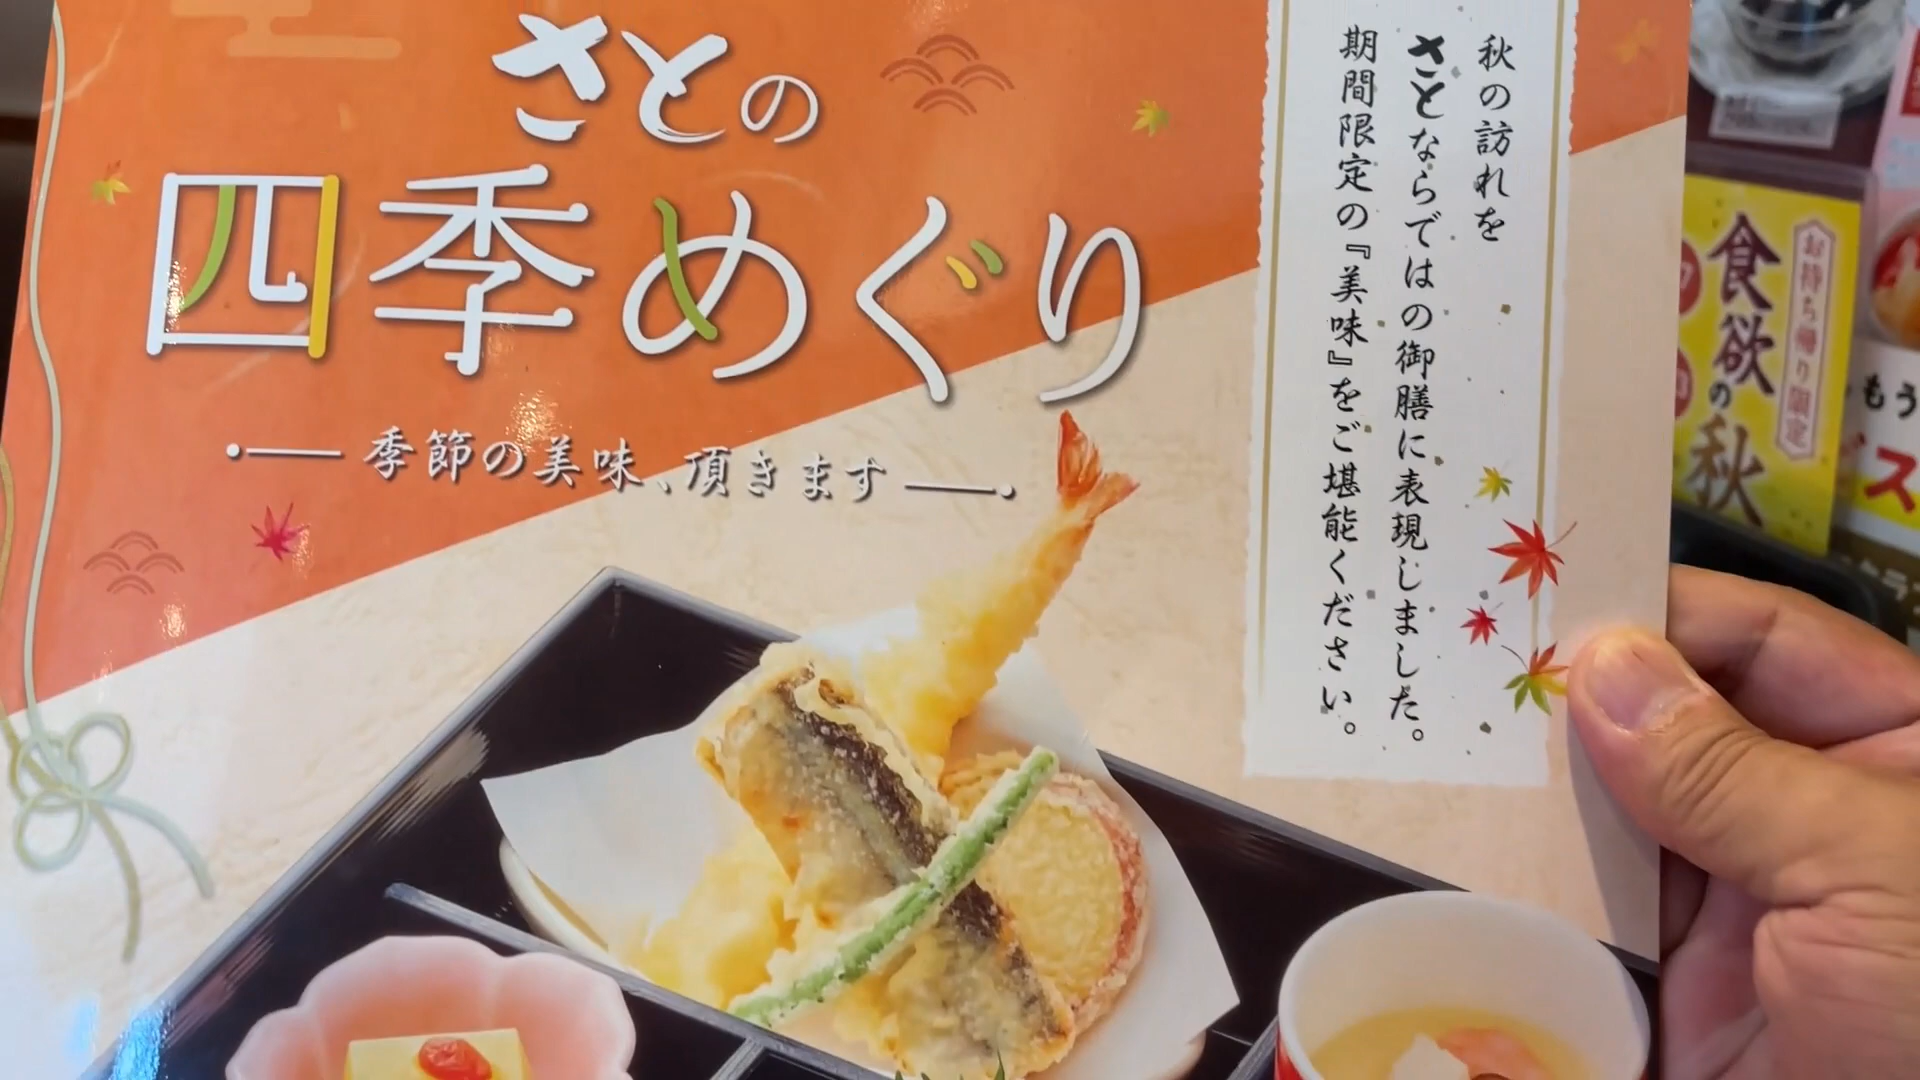 さとの
四季めぐり
季節の美味、頂きます
秋の訪れを
さとならではの御膳に表現しました。
期間限定の『美味』をご堪能ください。
お持ち帰り限定
食欲の秋
もう